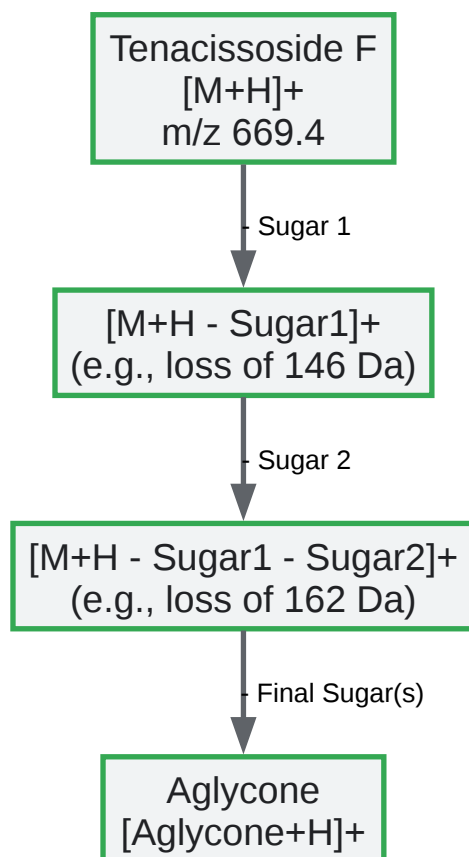 Tenacissoside F
[M+H]+
m/z 669.4
- Sugar 1
[M+H - Sugar1]+
(e.g., loss of 146 Da)
- Sugar 2
[M+H - Sugar1 - Sugar2]+
(e.g., loss of 162 Da)
- Final Sugar(s)
Aglycone
[Aglycone+H]+